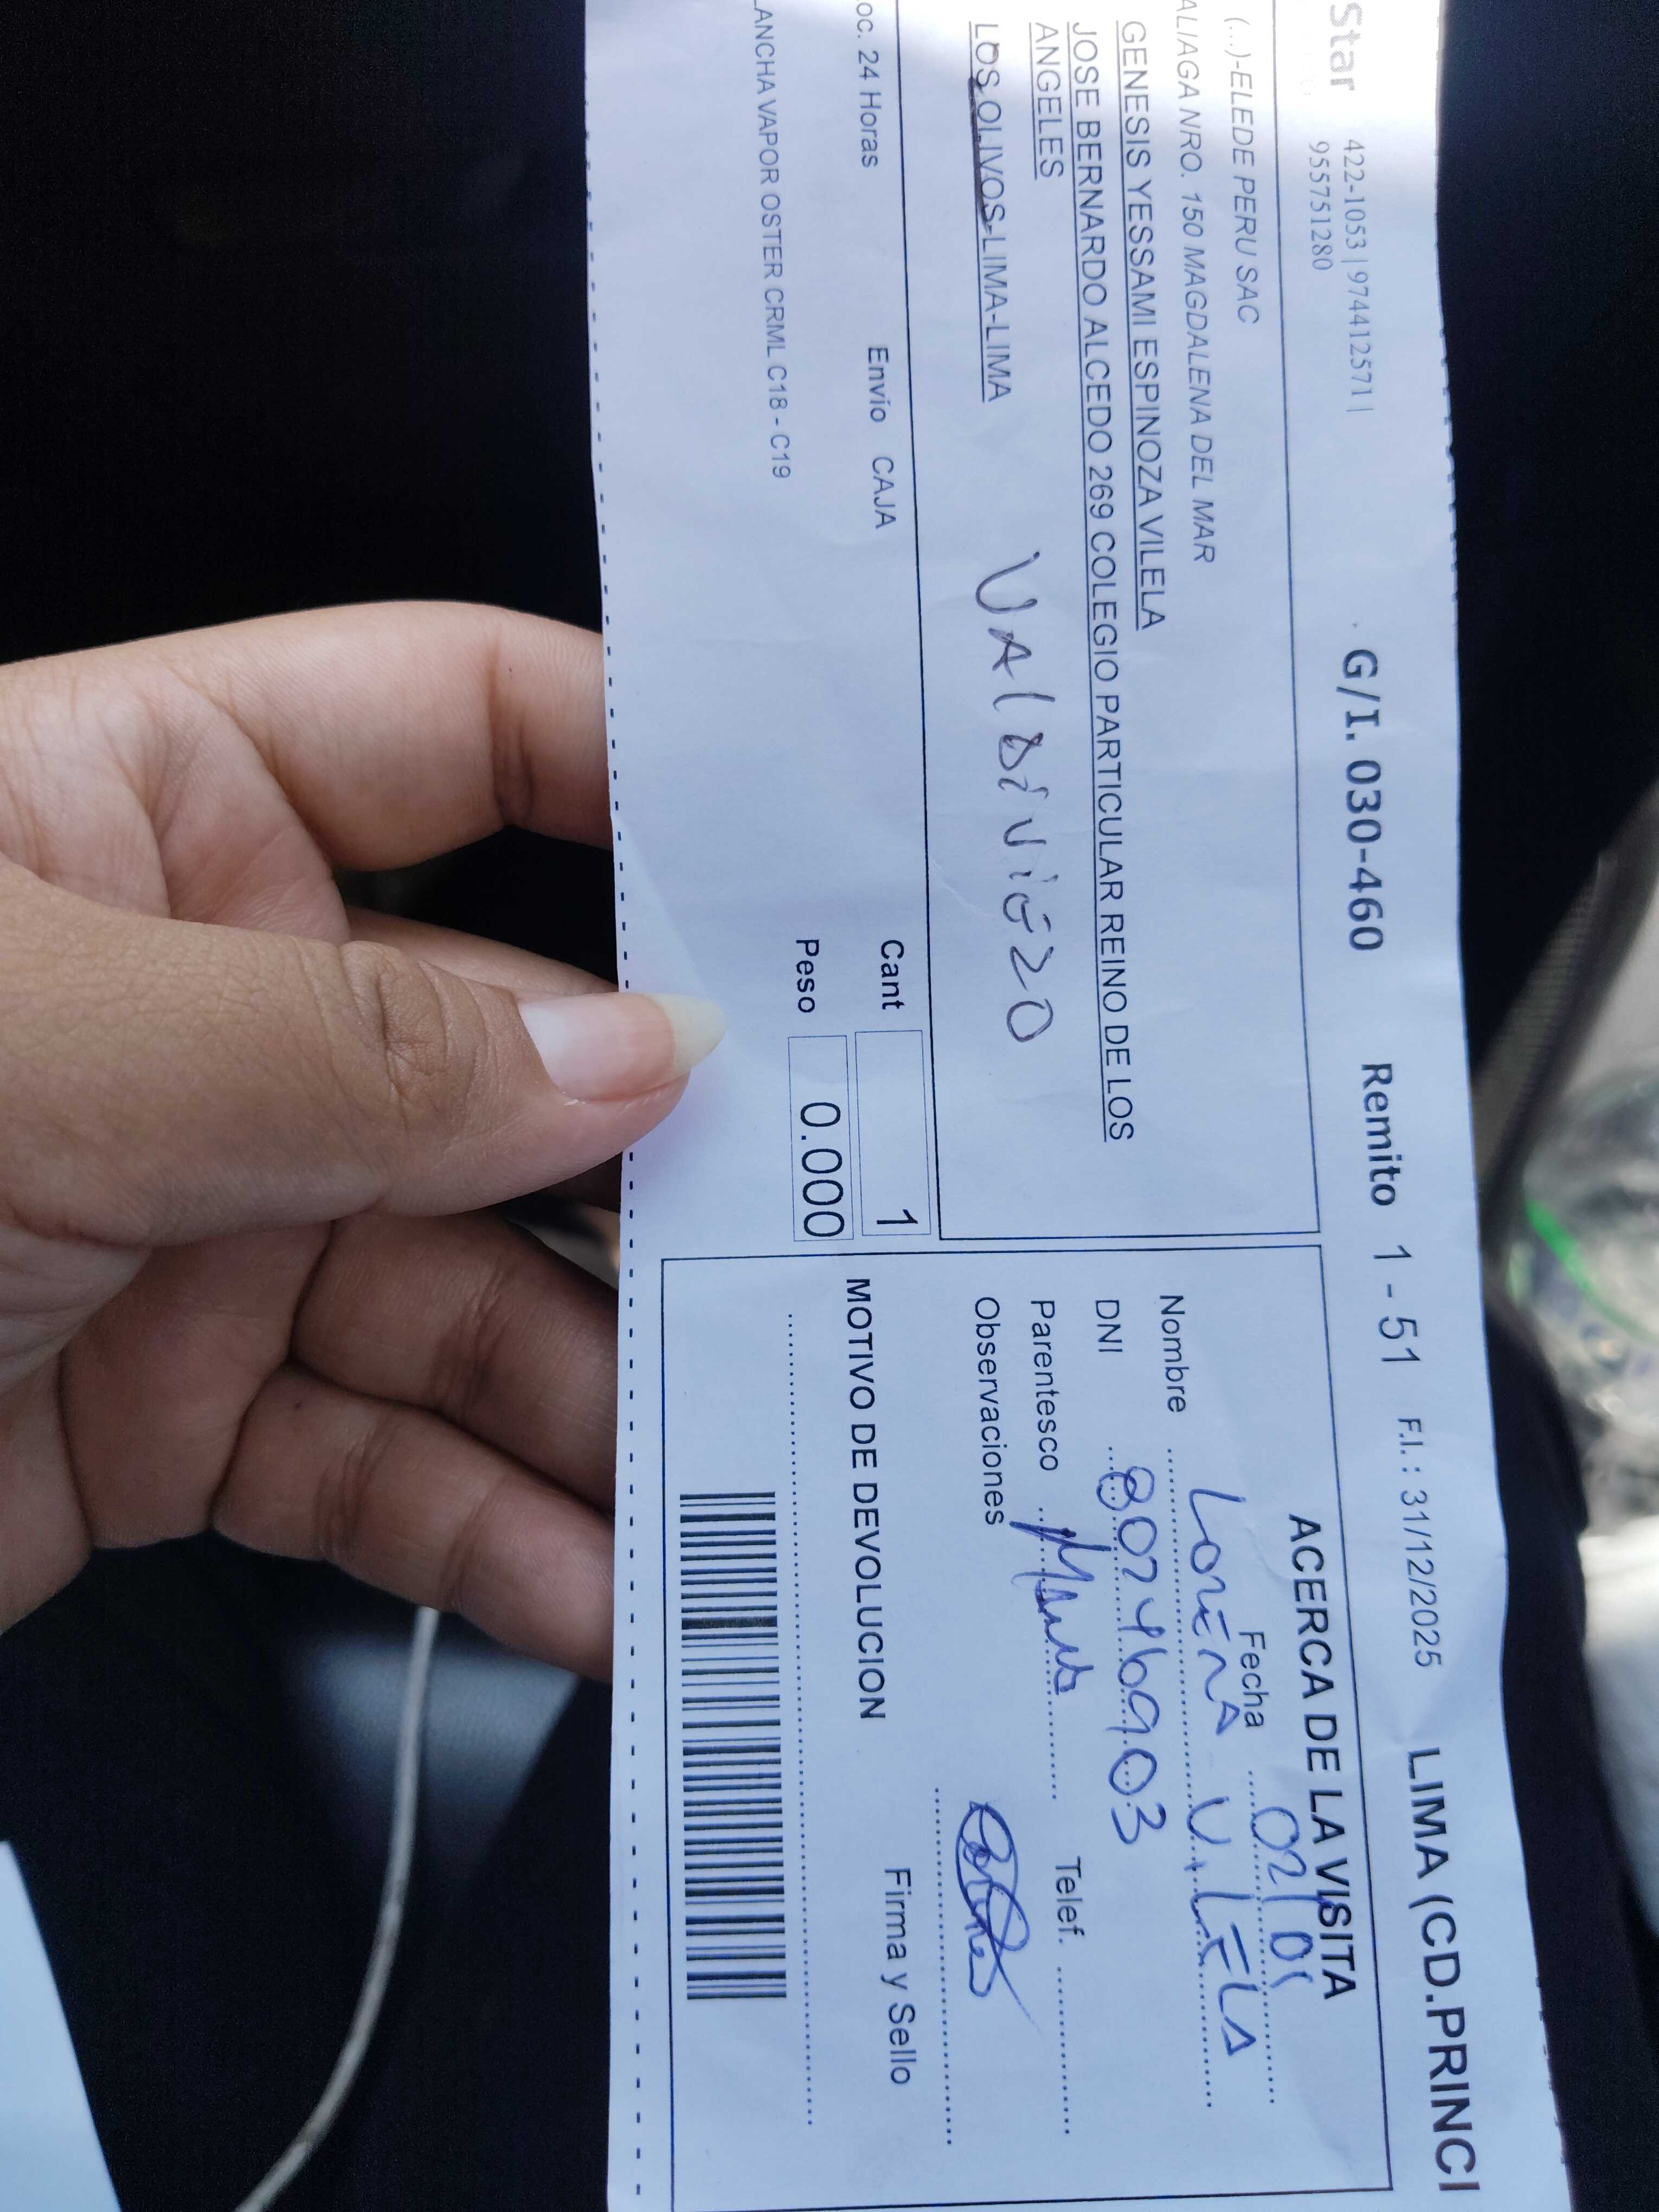 Star 422-1053 | 974412571 |
955751280
G/I. 030-460 Remito 1 - 51 F.I. : 31/12/2025 LIMA (CD.PRINCI
(...)-ELEDE PERU SAC
ALIAGA NRO. 150 MAGDALENA DEL MAR
GENESIS YESSAMI ESPINOZA VILELA
JOSE BERNARDO ALCEDO 269 COLEGIO PARTICULAR REINO DE LOS
ANGELES
LOS OLIVOS-LIMA-LIMA
VAlDiViEzO
oc. 24 Horas Envío CAJA Cant 1
Peso 0.000
LANCHA VAPOR OSTER CRML C18 - C19
ACERCA DE LA VISITA
Fecha 02/01
Nombre LORENA VILELA
DNI 80246903
Parentesco Telef.
Observaciones
Firma y Sello
MOTIVO DE DEVOLUCION